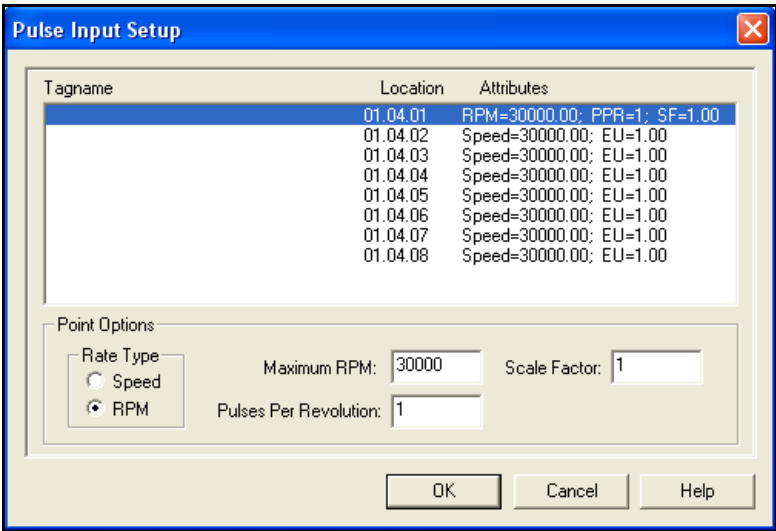 Pulse Input Setup
Tagname Location Attributes
01.04.01 RPM=30000.00; PPR=1; SF=1.00
01.04.02 Speed=30000.00; EU=1.00
01.04.03 Speed=30000.00; EU=1.00
01.04.04 Speed=30000.00; EU=1.00
01.04.05 Speed=30000.00; EU=1.00
01.04.06 Speed=30000.00; EU=1.00
01.04.07 Speed=30000.00; EU=1.00
01.04.08 Speed=30000.00; EU=1.00
Point Options
Rate Type
Speed
RPM
Maximum RPM: 30000 Scale Factor: 1
Pulses Per Revolution: 1
OK Cancel Help